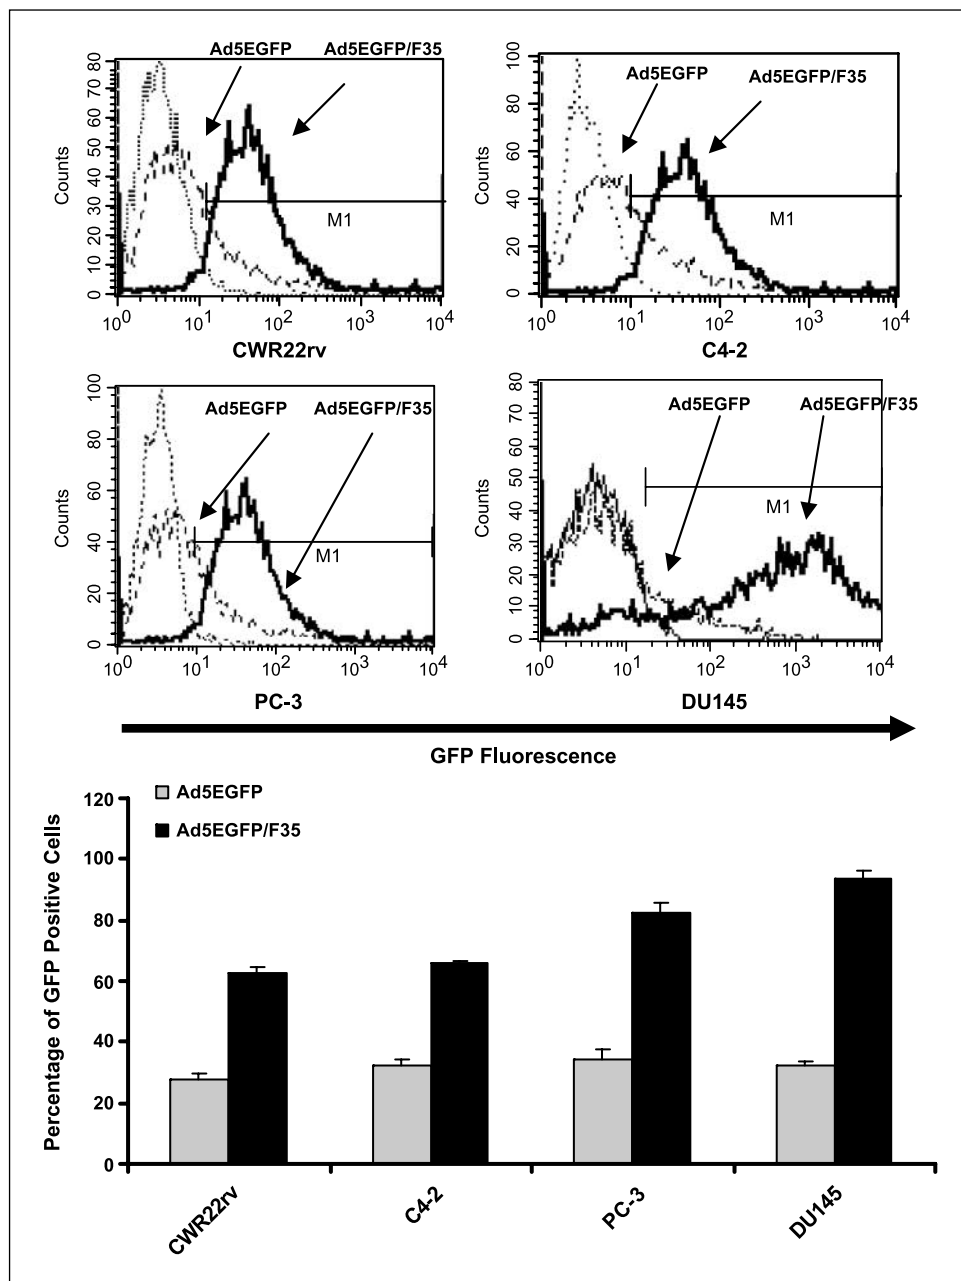 Ad5EGFP Ad5EGFP/F35
Counts
80
70
60
50
40
30
20
10
0
M1
10^0 10^1 10^2 10^3 10^4
CWR22rv
Ad5EGFP Ad5EGFP/F35
Counts
100
80
60
40
20
0
M1
10^0 10^1 10^2 10^3 10^4
C4-2
Ad5EGFP Ad5EGFP/F35
Counts
100
80
60
40
20
0
M1
10^0 10^1 10^2 10^3 10^4
PC-3
Ad5EGFP Ad5EGFP/F35
Counts
80
70
60
50
40
30
20
10
0
M1
10^0 10^1 10^2 10^3 10^4
DU145
GFP Fluorescence
Percentage of GFP Positive Cells
120
100
80
60
40
20
0
Ad5EGFP
Ad5EGFP/F35
CWR22rv
C4-2
PC-3
DU145